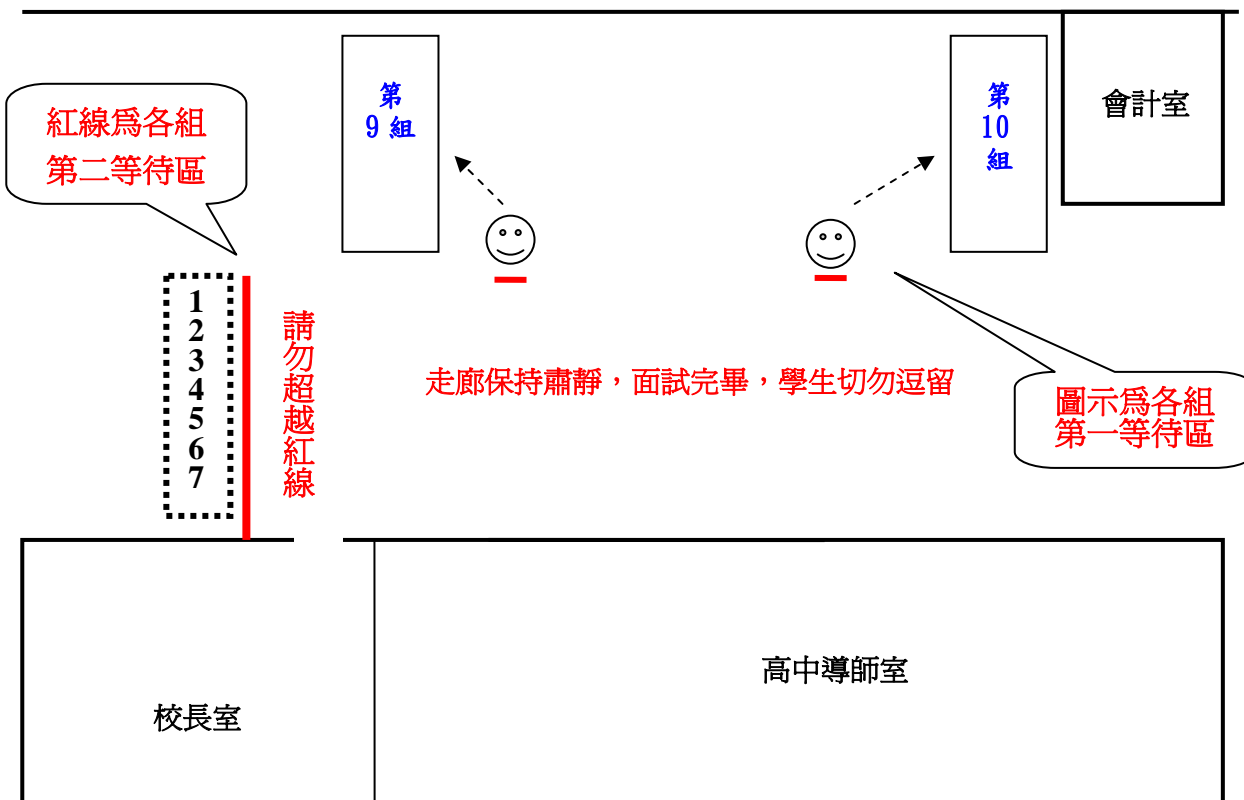 第
9 組
第
10
組
會計室
紅線為各組
第二等待區
1
2
3
4
5
6
7
請勿超越紅線
走廊保持肅靜，面試完畢，學生切勿逗留
圖示為各組
第一等待區
校長室
高中導師室